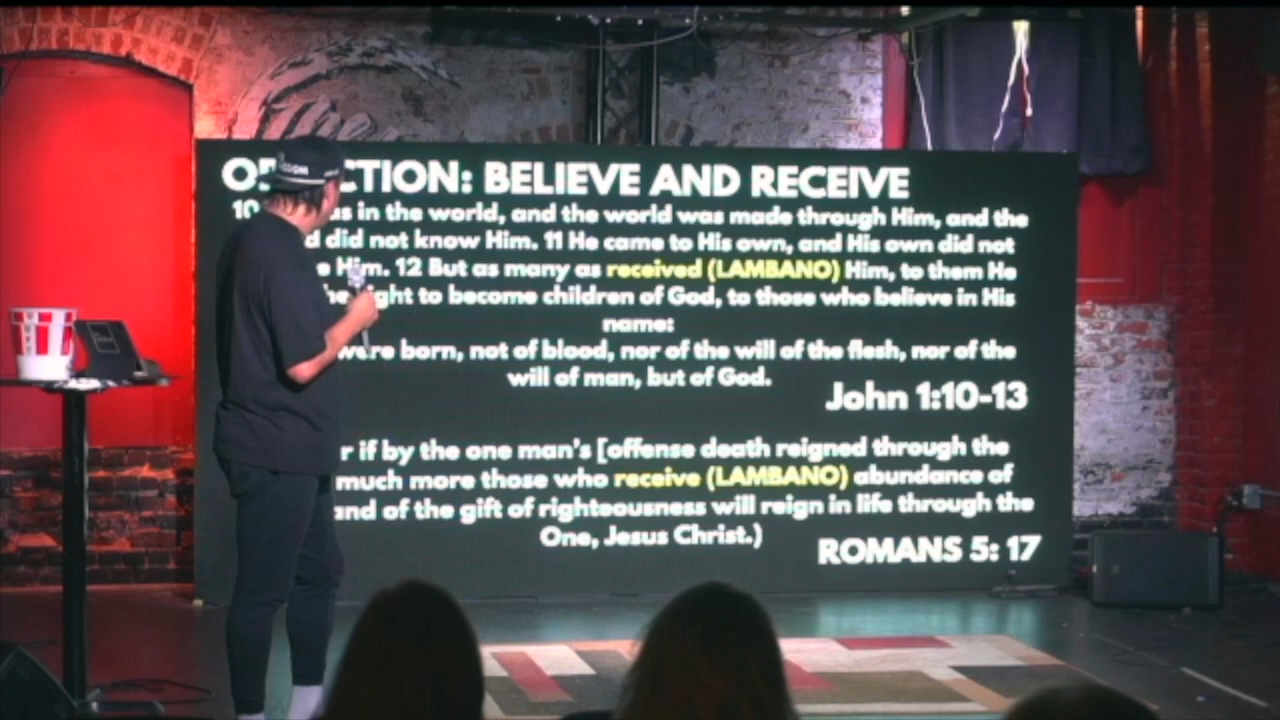 BELIEVE AND RECEIVE
in the world, and the world was made through Him, and the
did not know Him. 11 He came to His own, and His own did not
Him. 12 But as many as received (LAMBANO) Him, to them He
to become children of God, to those who believe in His
name:
were born, not of blood, nor of the will of the flesh, nor of the
will of man, but of God.
John 1:10-13
if by the one man's [offense death reigned through the
much more those who receive (LAMBANO) abundance of
and of the gift of righteousness will reign in life through the
One, Jesus Christ.)
ROMANS 5: 17